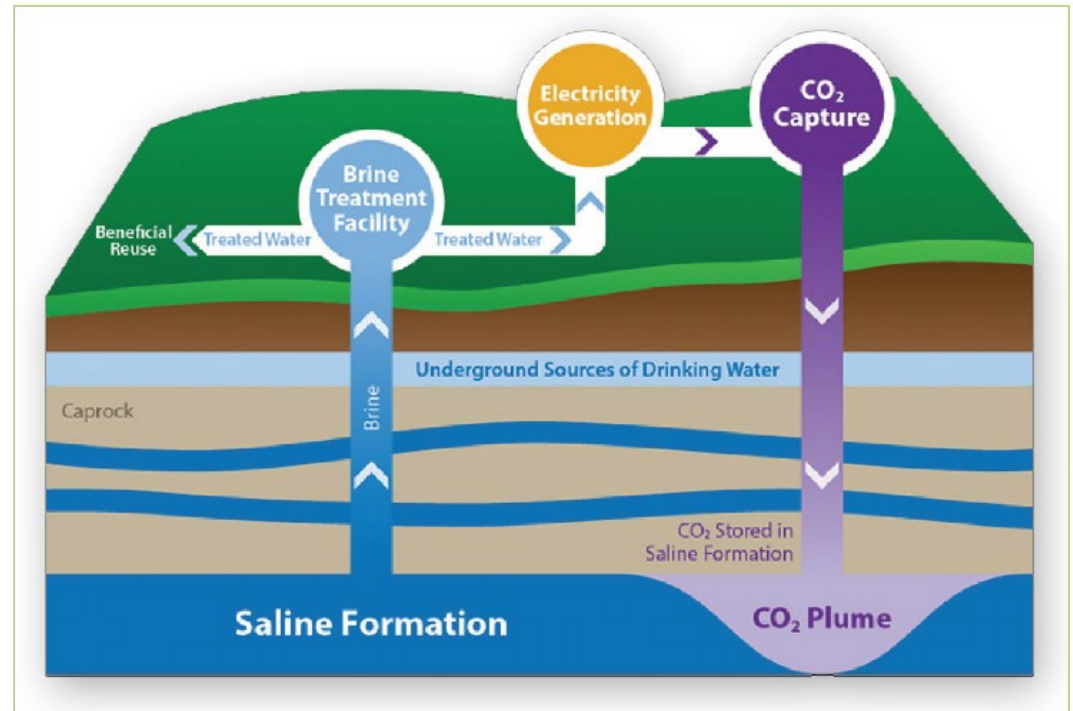 Electricity
Generation
CO₂
Capture
Brine
Treatment
Facility
Beneficial
Reuse
Treated Water
Treated Water
Underground Sources of Drinking Water
Caprock
Brine
CO₂ Stored in
Saline Formation
Saline Formation
CO₂ Plume